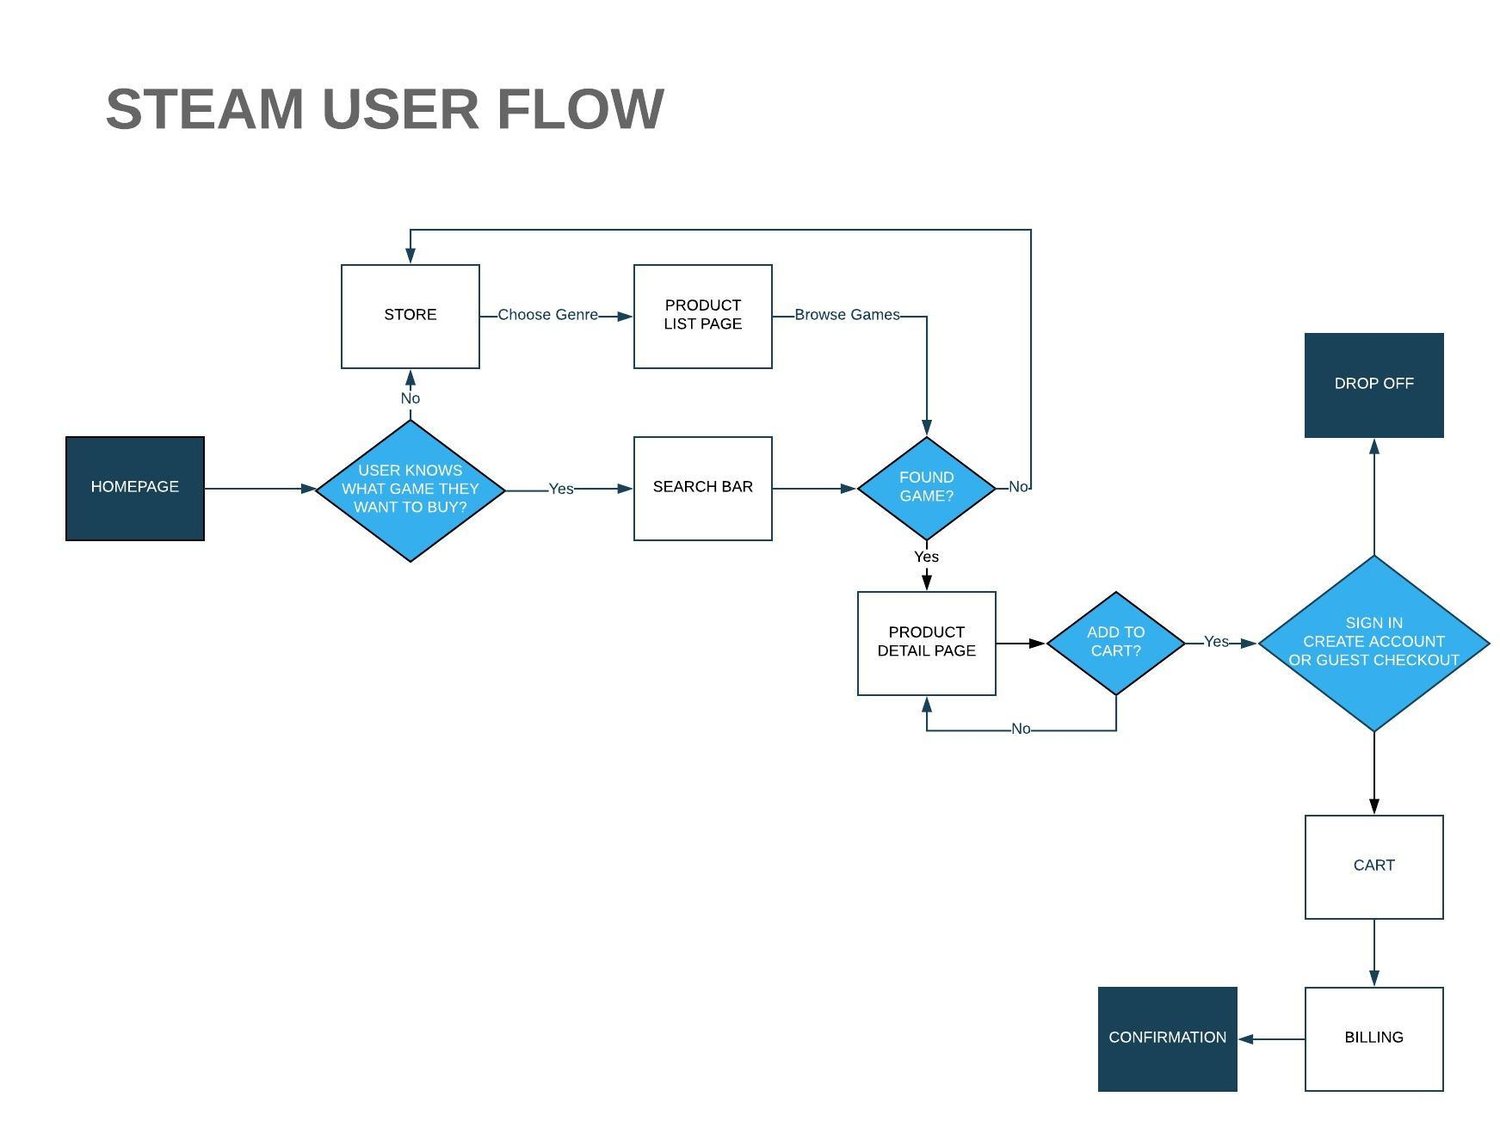 STEAM USER FLOW
STORE
Choose Genre
PRODUCT
LIST PAGE
Browse Games
DROP OFF
No
HOMEPAGE
USER KNOWS
WHAT GAME THEY
WANT TO BUY?
Yes
SEARCH BAR
FOUND
GAME?
No
Yes
PRODUCT
DETAIL PAGE
ADD TO
CART?
Yes
SIGN IN
CREATE ACCOUNT
OR GUEST CHECKOUT
No
CART
CONFIRMATION
BILLING